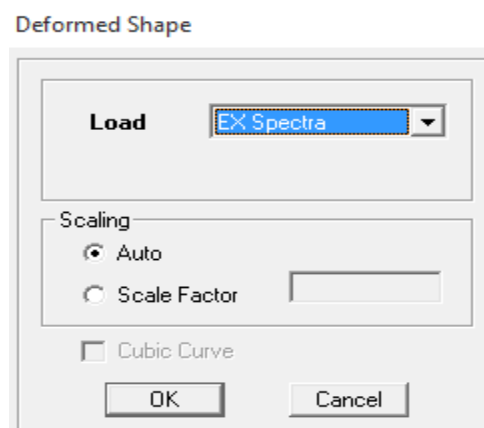 Deformed Shape
Load EX Spectra
Scaling
Auto
Scale Factor
Cubic Curve
OK Cancel